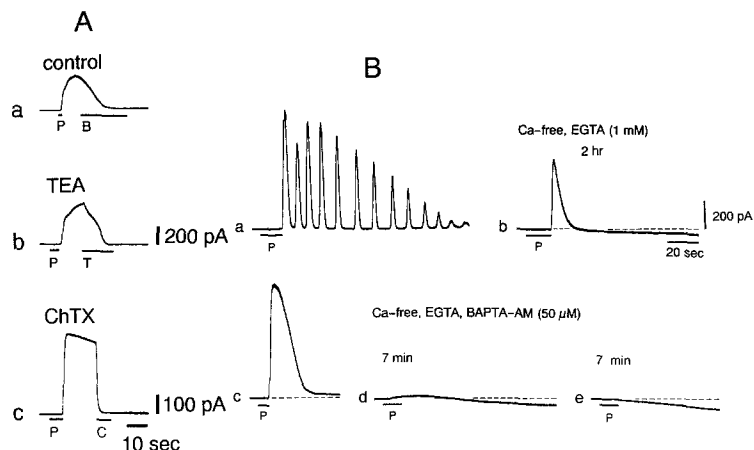 A
control
a
P B
TEA
b
P T
200 pA
ChTX
c
P C
100 pA
10 sec
B
a
P
Ca-free, EGTA (1 mM)
2 hr
b
P
200 pA
20 sec
Ca-free, EGTA, BAPTA-AM (50 μM)
c
P
7 min
d
P
7 min
e
P